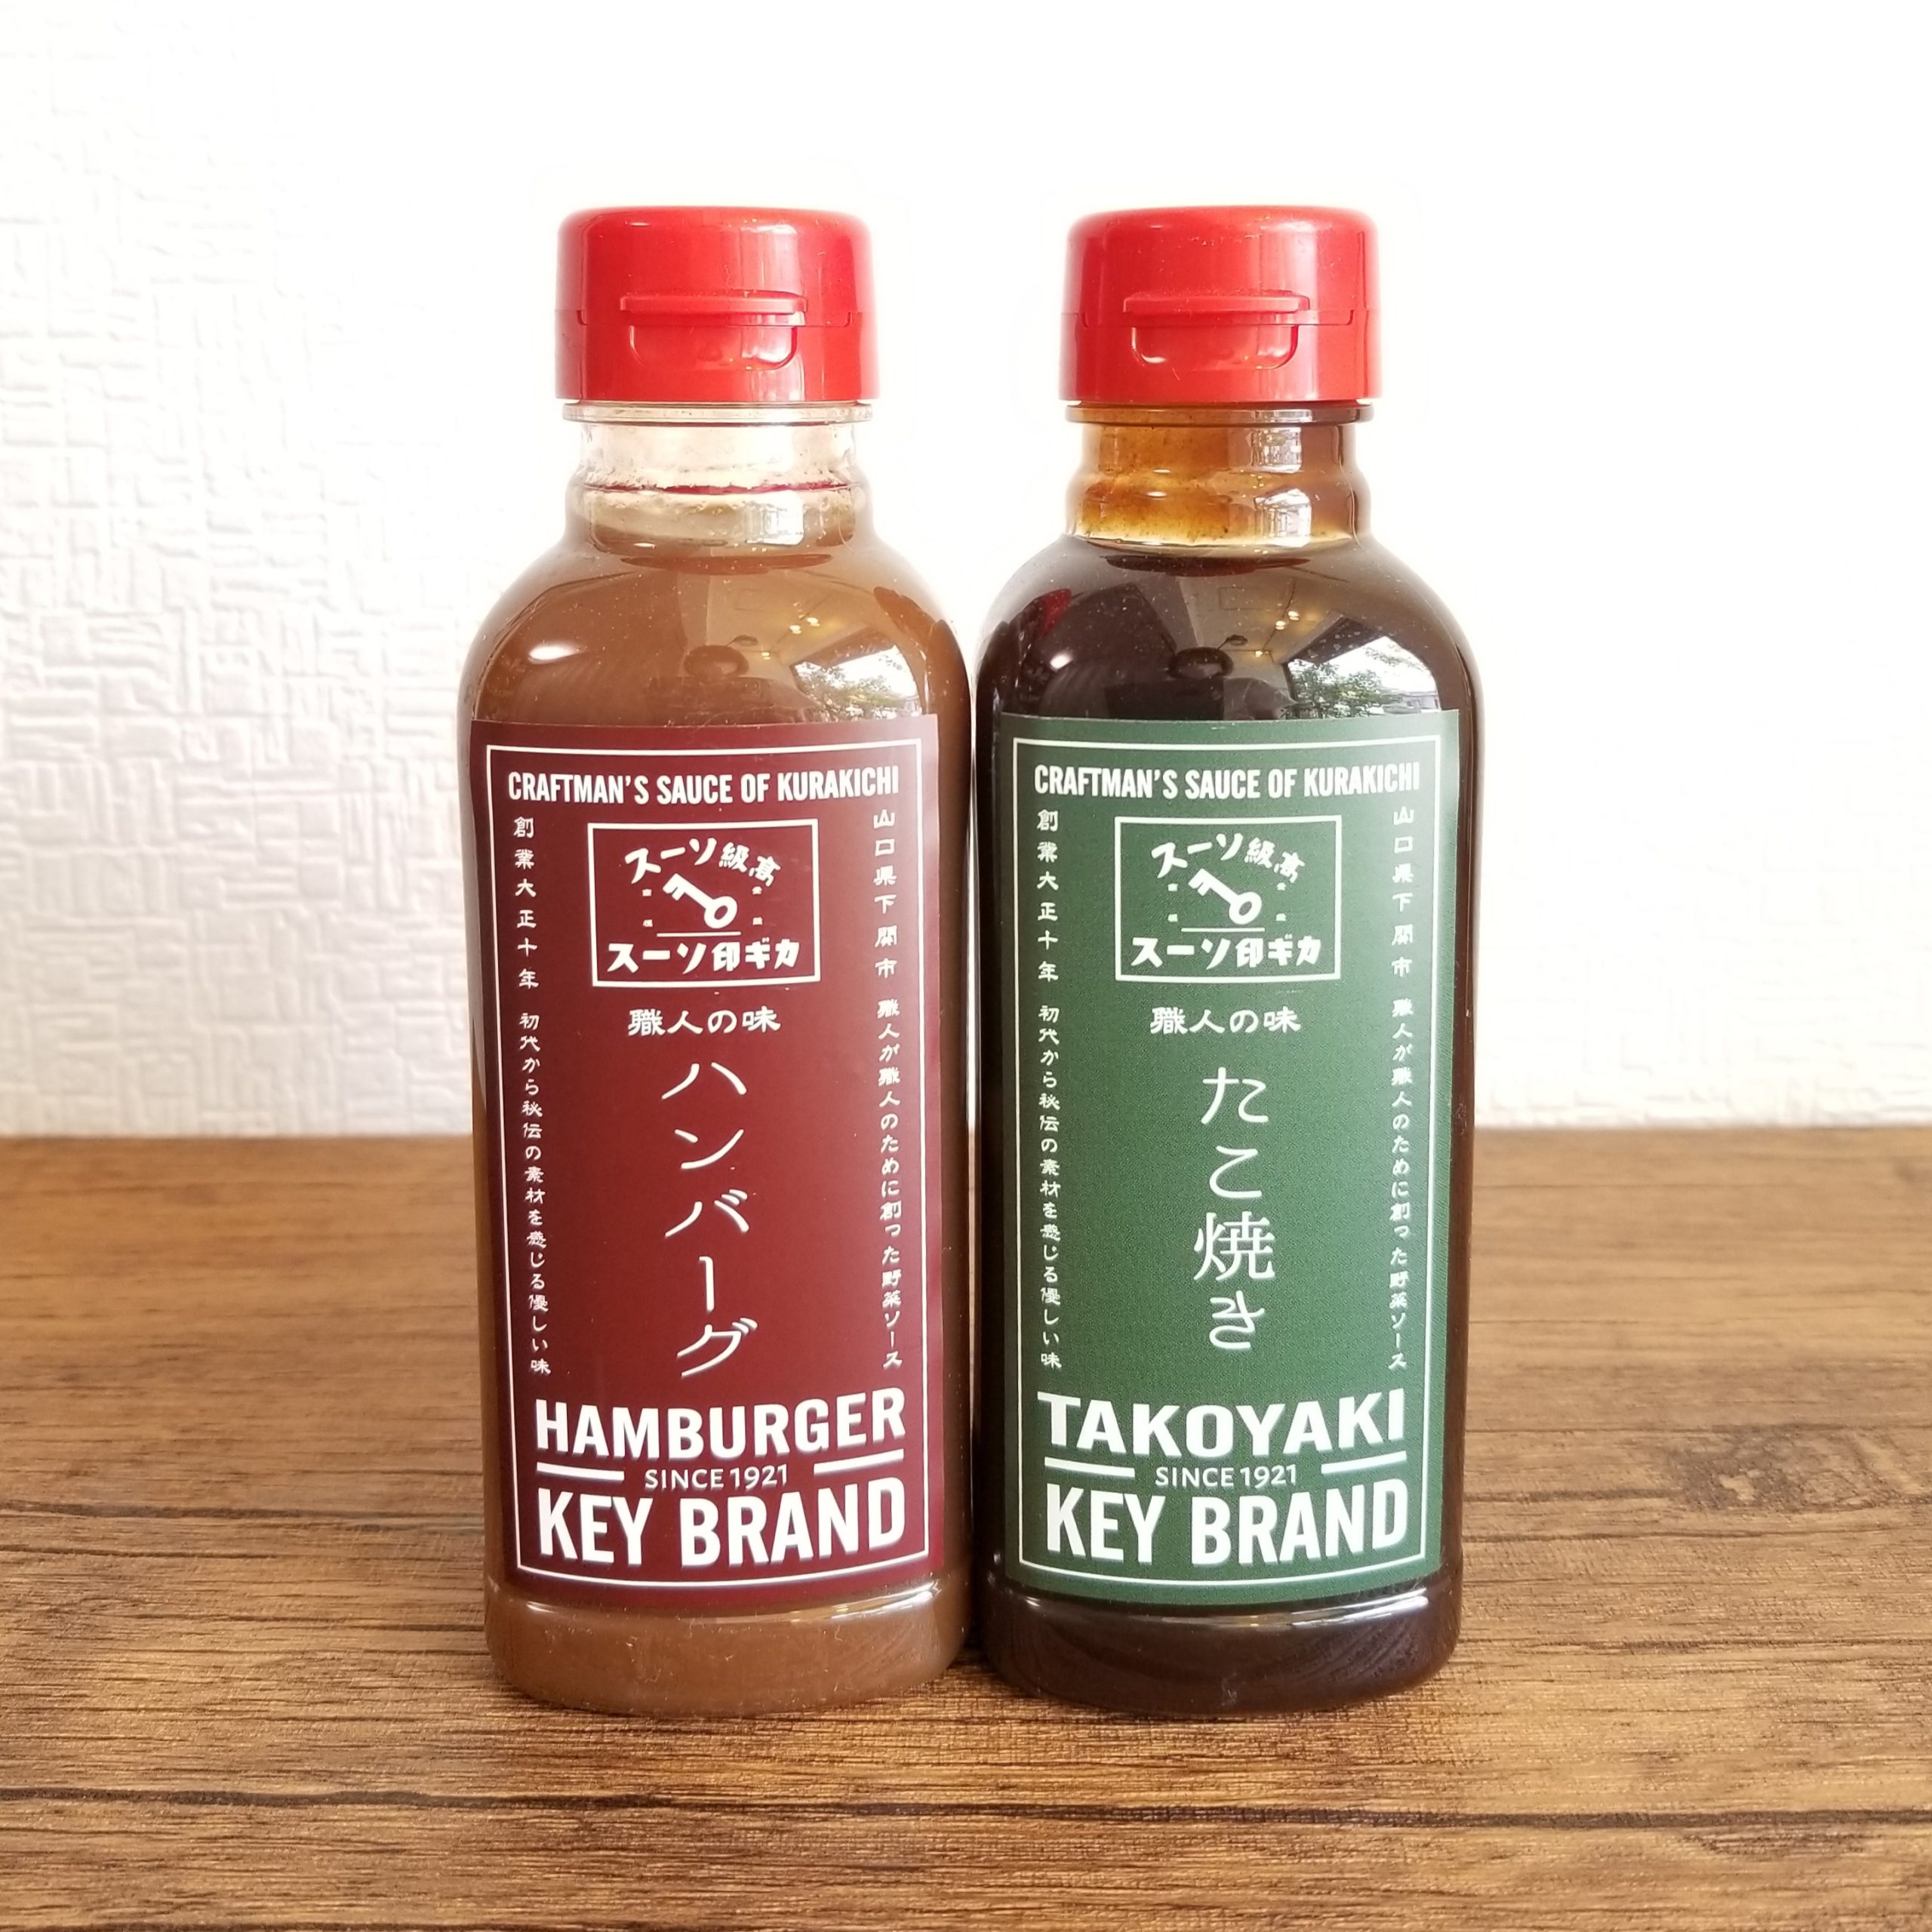 CRAFTMAN'S SAUCE OF KURAKICHI
山口県下関市 職人が職人のために創った野菜ソース
スーソ級高
スーソ印ギカ
職人の味
ハンバーグ
創業大正十年 初代から秘伝の素材を感じる優しい味
HAMBURGER
SINCE 1921
KEY BRAND
CRAFTMAN'S SAUCE OF KURAKICHI
山口県下関市 職人が職人のために創った野菜ソース
スーソ級高
スーソ印ギカ
職人の味
たこ焼き
創業大正十年 初代から秘伝の素材を感じる優しい味
TAKOYAKI
SINCE 1921
KEY BRAND